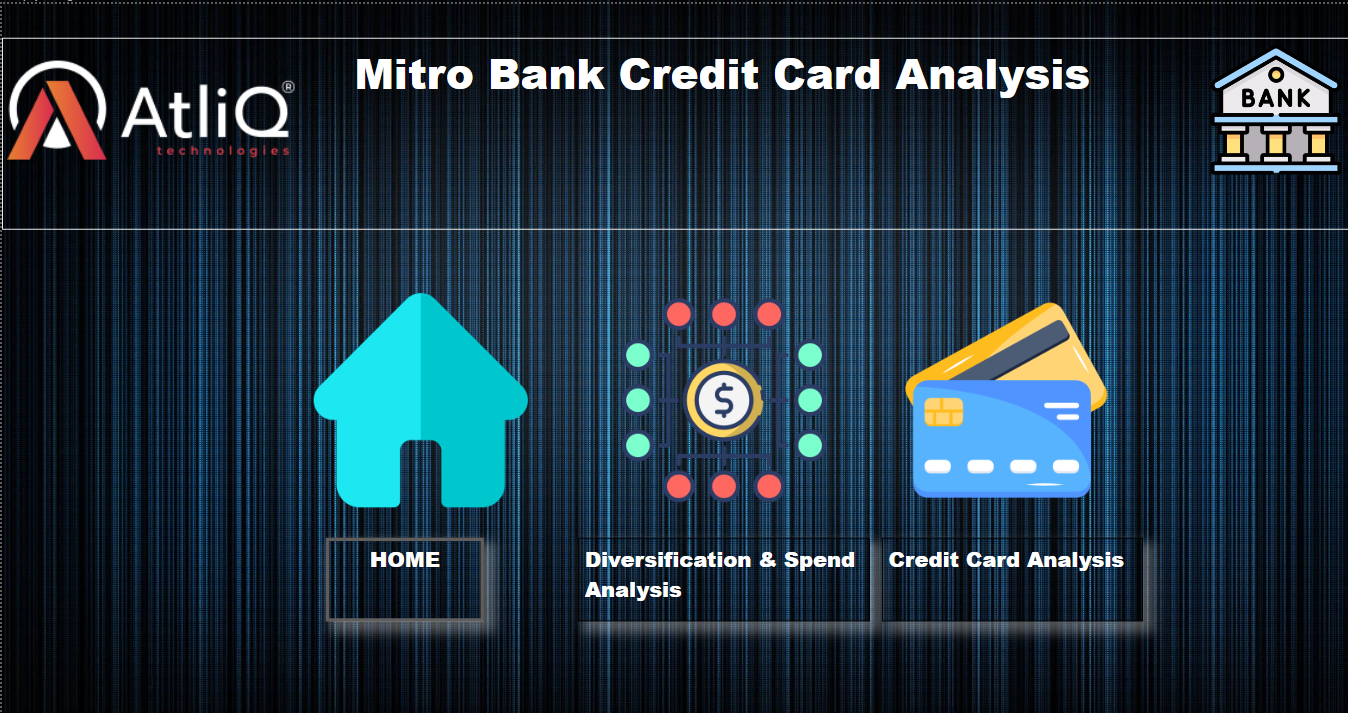 Mitro Bank Credit Card Analysis
AtliQ®
technologies
BANK
$
HOME
Diversification & Spend
Analysis
Credit Card Analysis